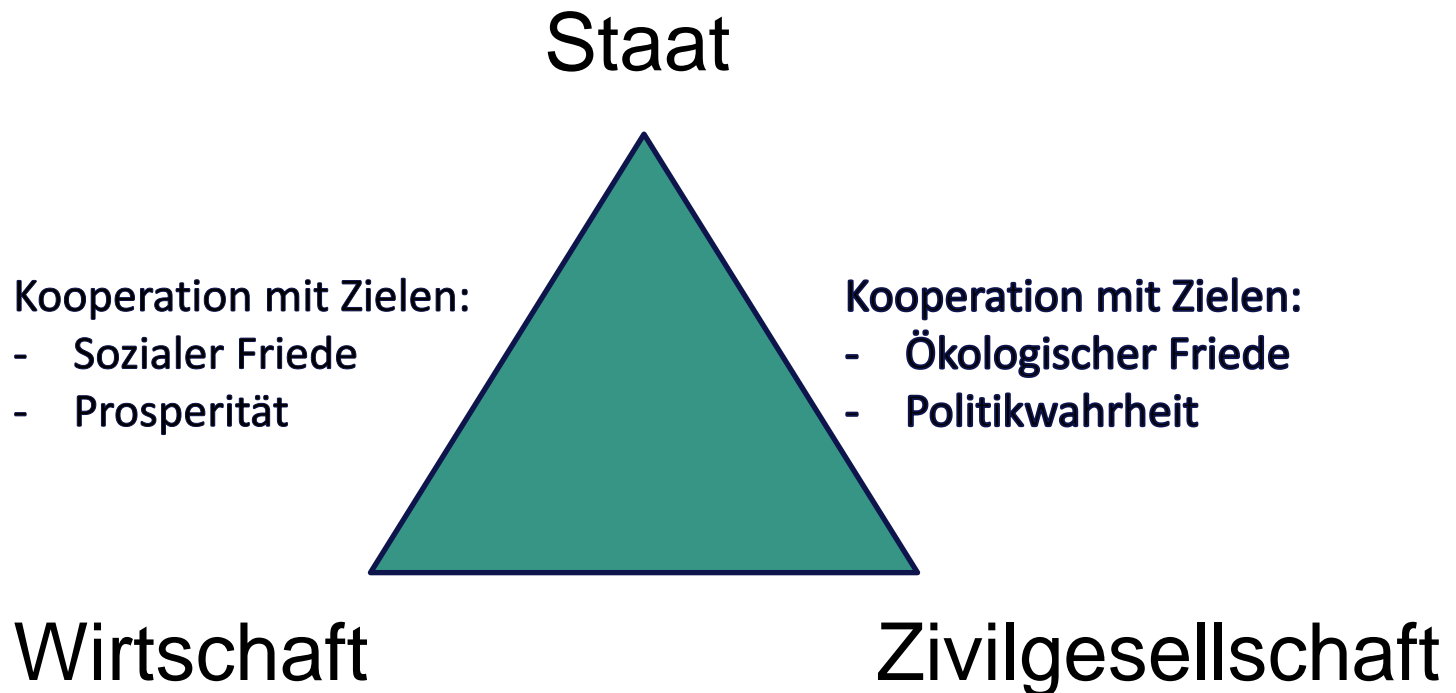 Staat
Kooperation mit Zielen:
- Sozialer Friede
- Prosperität
Kooperation mit Zielen:
- Ökologischer Friede
- Politikwahrheit
Wirtschaft
Zivilgesellschaft